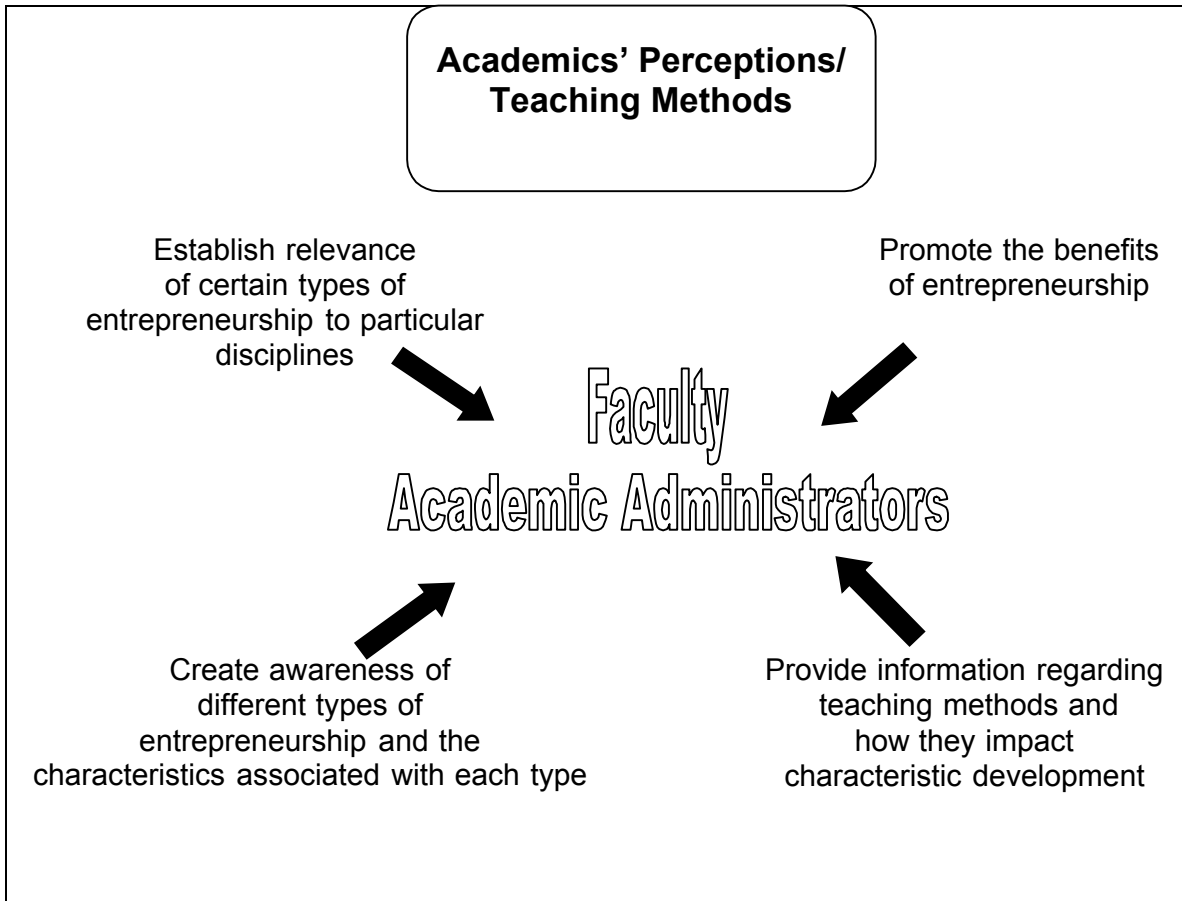 Academics’ Perceptions/
Teaching Methods
Establish relevance
of certain types of
entrepreneurship to particular
disciplines
Promote the benefits
of entrepreneurship
Faculty
Academic Administrators
Create awareness of
different types of
entrepreneurship and the
characteristics associated with each type
Provide information regarding
teaching methods and
how they impact
characteristic development